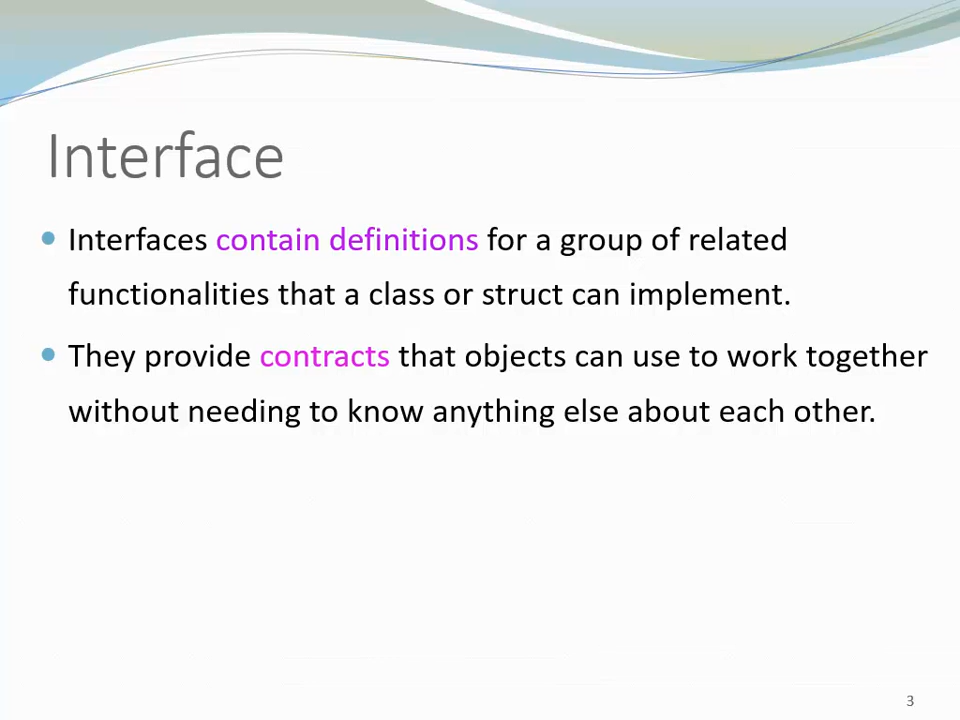 Interface
Interfaces contain definitions for a group of related
functionalities that a class or struct can implement.
They provide contracts that objects can use to work together
without needing to know anything else about each other.
3